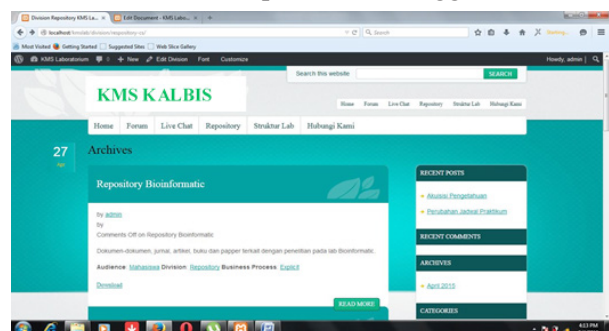 Division Repository KMS La...
Edit Document - KMS Labo...
localhost/kmslab/division/repository-cs/
Search
Most Visited Getting Started Suggested Sites Web Slice Gallery
KMS Laboratorium 0 New Edit Division Font Customize
Howdy, admin
Search this website
SEARCH
KMS KALBIS
Home Forum Live Chat Repository Struktur Lab Hubungi Kami
Home Forum Live Chat Repository Struktur Lab Hubungi Kami
27
Archives
Repository Bioinformatic
by admin
by
Comments Off on Repository Bioinformatic
Dokumen-dokumen, jurnal, artikel, buku dan papper terkait dengan penelitian pada lab Bioinformatic.
Audience: Mahasiswa Division: Repository Business Process: Explicit
Download
READ MORE
RECENT POSTS
Akuisisi Pengetahuan
Perubahan Jadwal Praktikum
RECENT COMMENTS
ARCHIVES
April 2015
CATEGORIES
4:13 PM